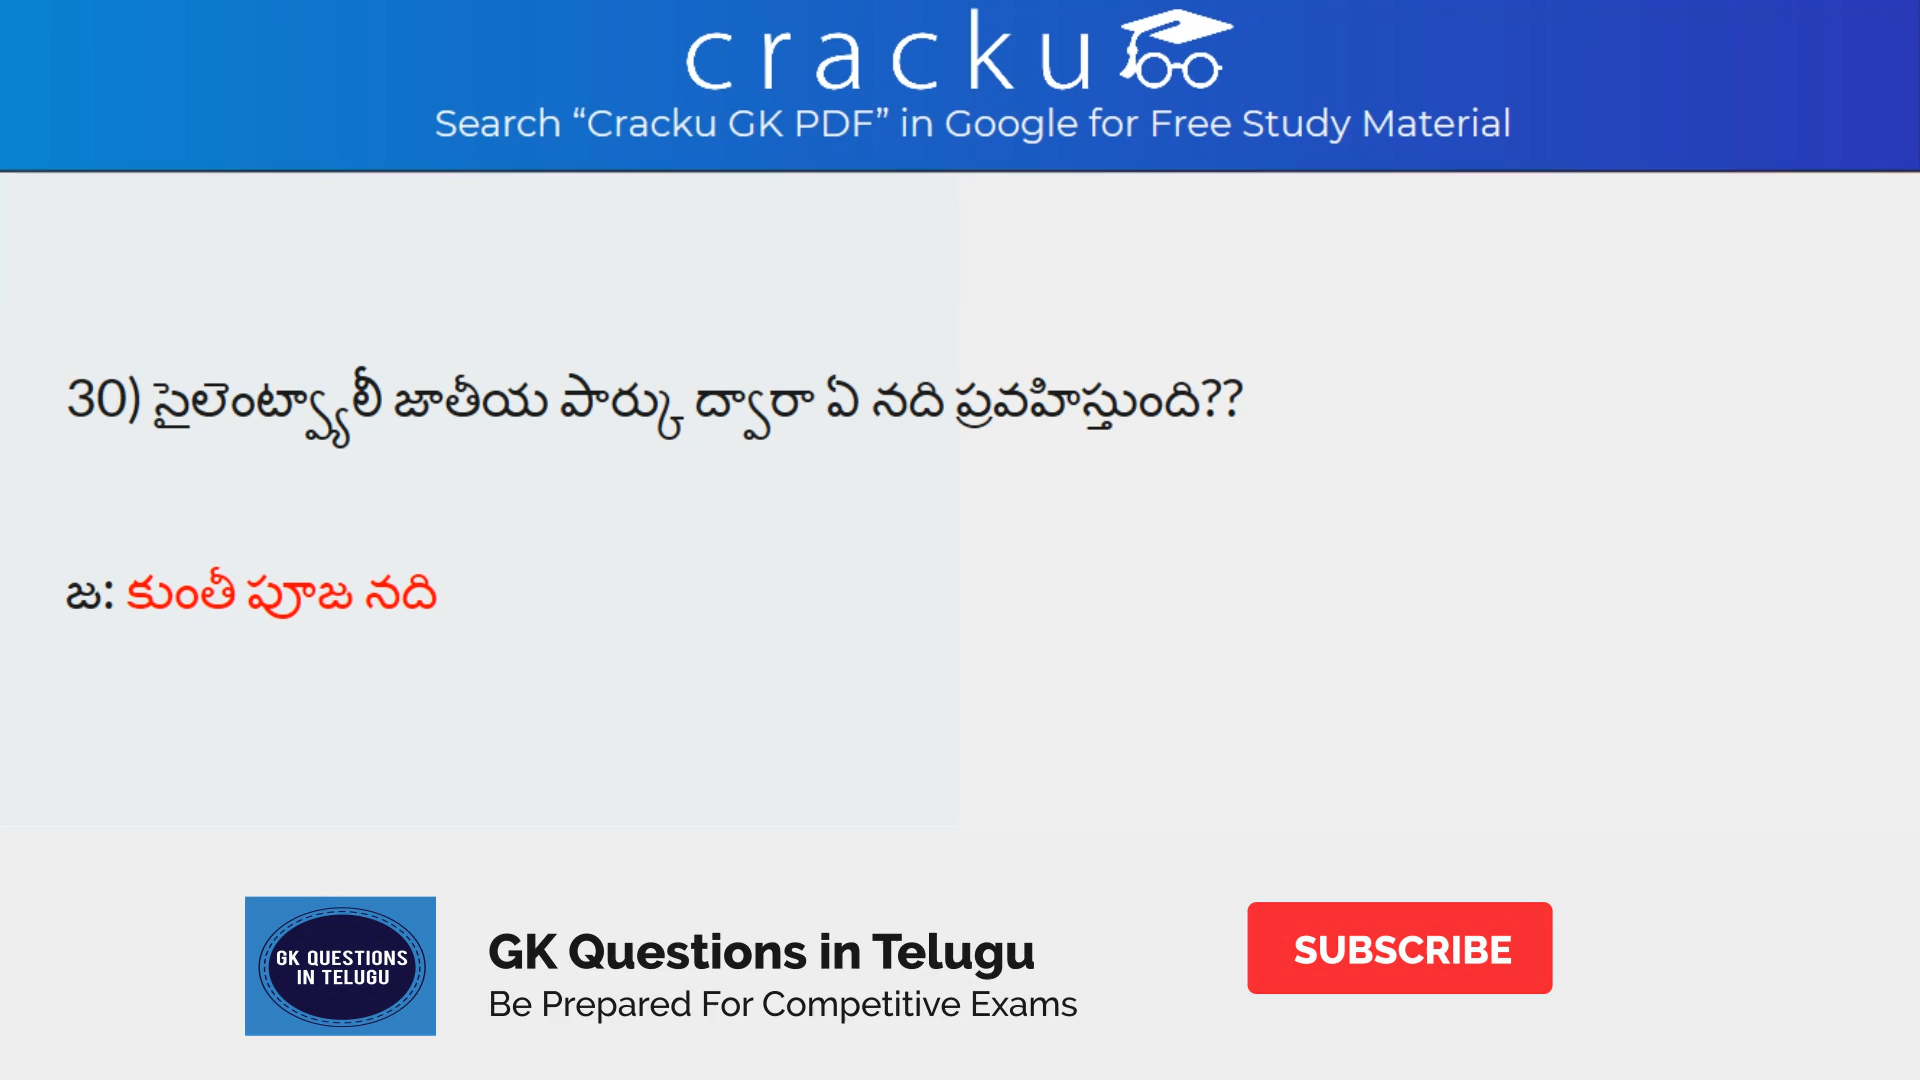 cracku
Search “Cracku GK PDF” in Google for Free Study Material
30) సైలెంట్వ్యాలీ జాతీయ పార్కు ద్వారా ఏ నది ప్రవహిస్తుంది??
జ: కుంతీ పూజ నది
GK QUESTIONS
IN TELUGU
GK Questions in Telugu
Be Prepared For Competitive Exams
SUBSCRIBE